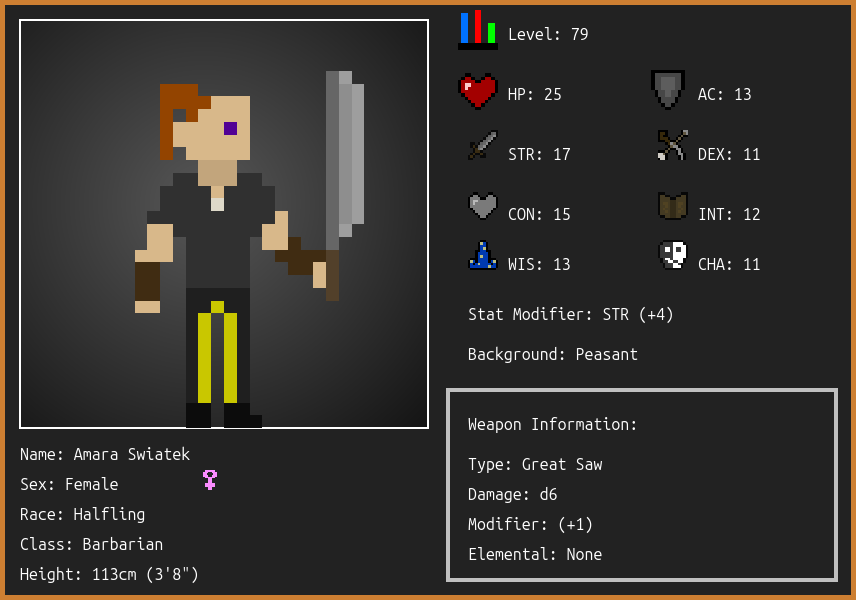 Level: 79
HP: 25 AC: 13
STR: 17 DEX: 11
CON: 15 INT: 12
WIS: 13 CHA: 11
Stat Modifier: STR (+4)
Background: Peasant
Weapon Information:
Type: Great Saw
Damage: d6
Modifier: (+1)
Elemental: None
Name: Amara Swiatek
Sex: Female
Race: Halfling
Class: Barbarian
Height: 113cm (3'8")